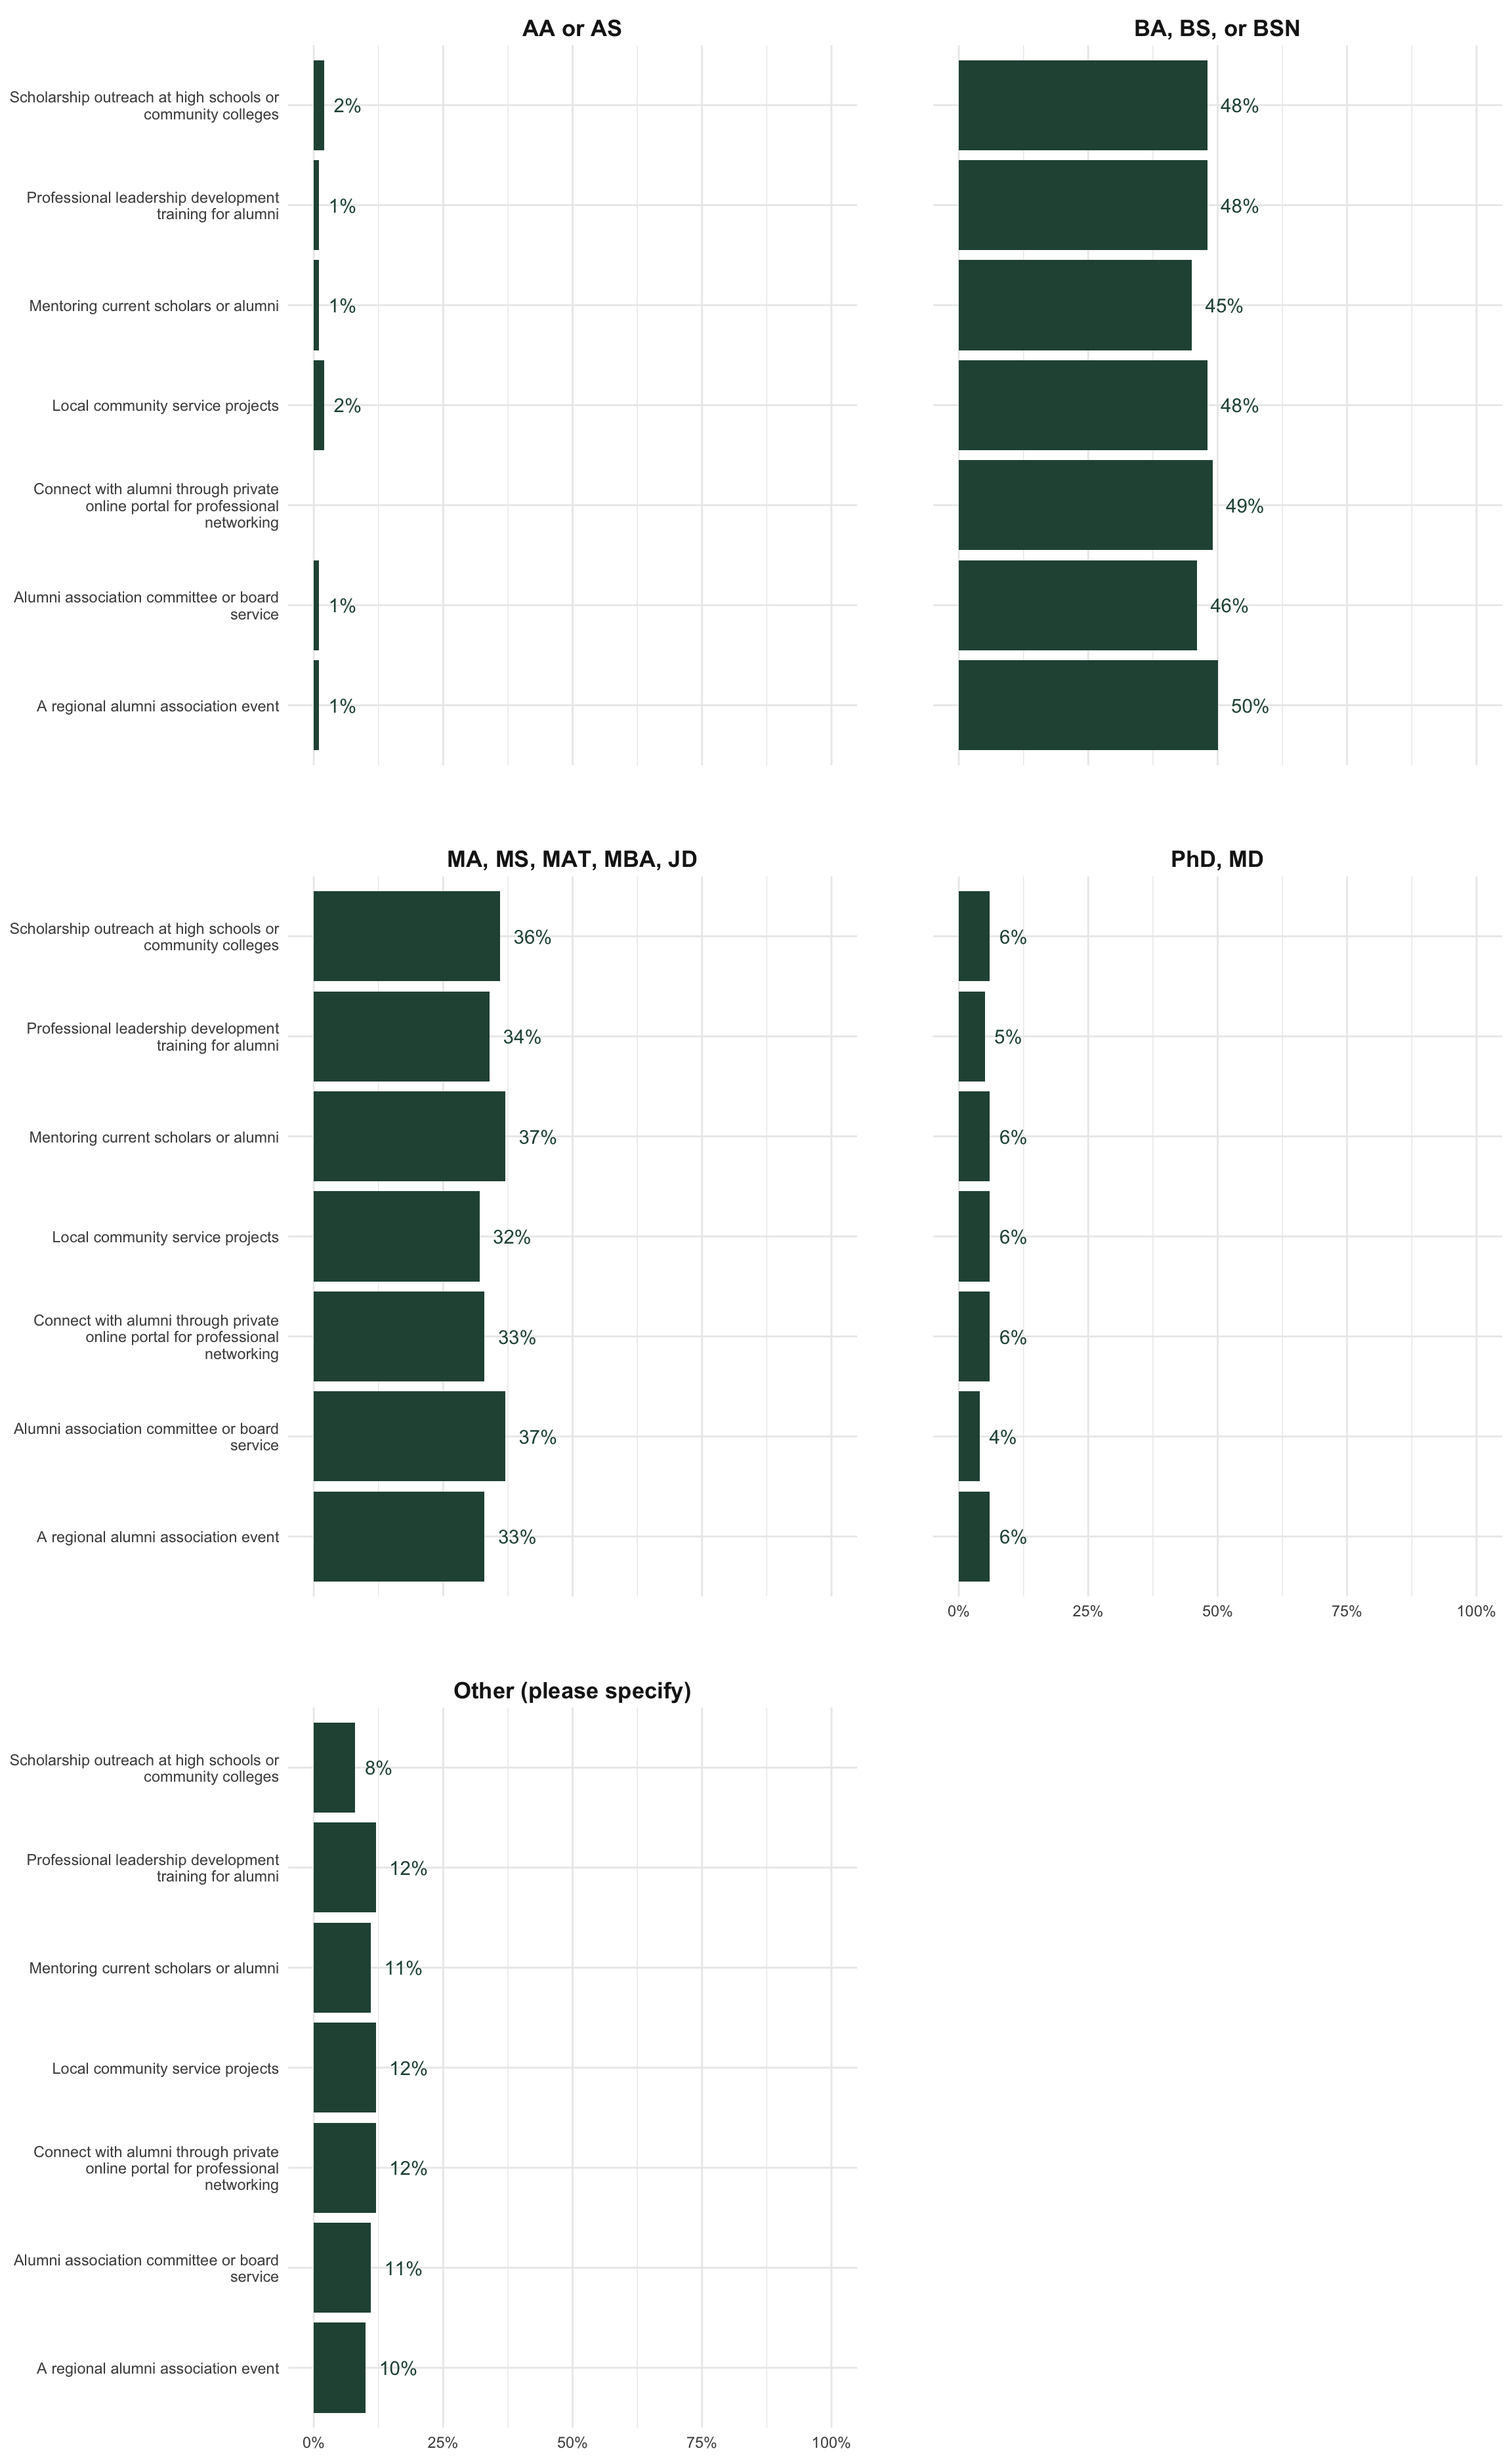 AA or AS
Scholarship outreach at high schools or
community colleges
2%
Professional leadership development
training for alumni
1%
Mentoring current scholars or alumni
1%
Local community service projects
2%
Connect with alumni through private
online portal for professional
networking
Alumni association committee or board
service
1%
A regional alumni association event
1%
BA, BS, or BSN
48%
48%
45%
48%
49%
46%
50%
MA, MS, MAT, MBA, JD
Scholarship outreach at high schools or
community colleges
36%
Professional leadership development
training for alumni
34%
Mentoring current scholars or alumni
37%
Local community service projects
32%
Connect with alumni through private
online portal for professional
networking
33%
Alumni association committee or board
service
37%
A regional alumni association event
33%
PhD, MD
6%
5%
6%
6%
6%
4%
6%
0% 25% 50% 75% 100%
Other (please specify)
Scholarship outreach at high schools or
community colleges
8%
Professional leadership development
training for alumni
12%
Mentoring current scholars or alumni
11%
Local community service projects
12%
Connect with alumni through private
online portal for professional
networking
12%
Alumni association committee or board
service
11%
A regional alumni association event
10%
0% 25% 50% 75% 100%